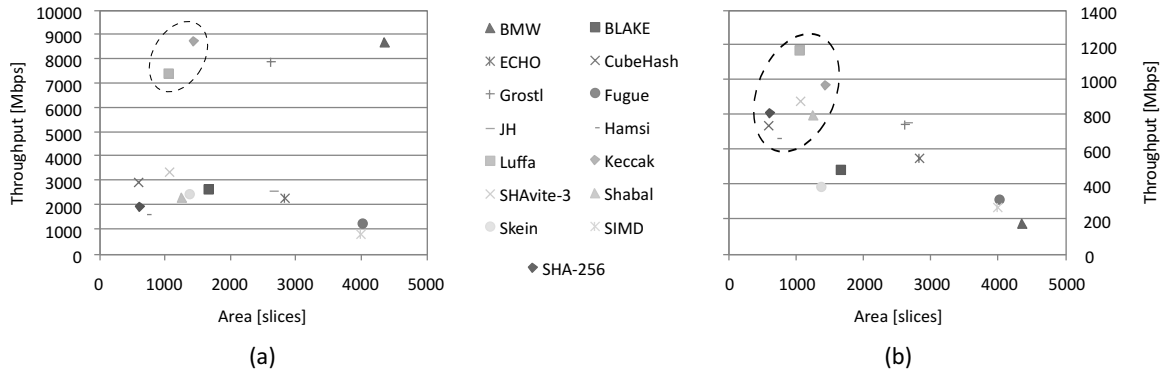 Throughput [Mbps]
10000
9000
8000
7000
6000
5000
4000
3000
2000
1000
0
0 1000 2000 3000 4000 5000
Area [slices]
(a)
BMW BLAKE
ECHO CubeHash
Grostl Fugue
JH Hamsi
Luffa Keccak
SHAvite-3 Shabal
Skein SIMD
SHA-256
1400
1200
1000
800
600
400
200
0
Throughput [Mbps]
0 1000 2000 3000 4000 5000
Area [slices]
(b)